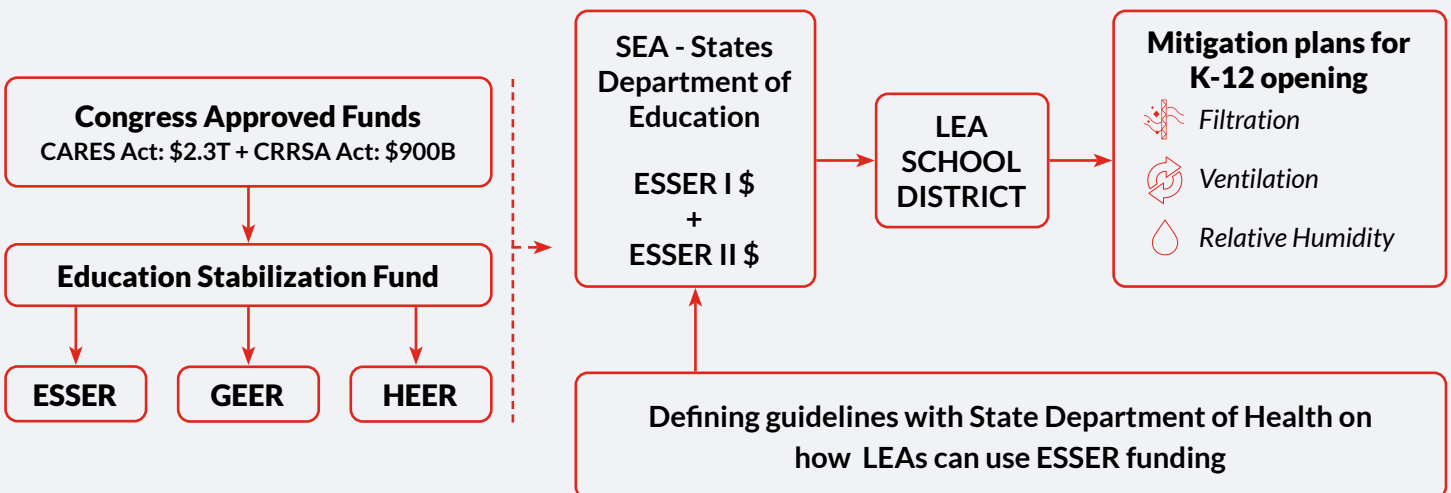 Congress Approved Funds
CARES Act: $2.3T + CRRSA Act: $900B
Education Stabilization Fund
ESSER
GEER
HEER
SEA - States
Department of
Education
ESSER I $
+
ESSER II $
LEA
SCHOOL
DISTRICT
Mitigation plans for
K-12 opening
Filtration
Ventilation
Relative Humidity
Defining guidelines with State Department of Health on
how LEAs can use ESSER funding